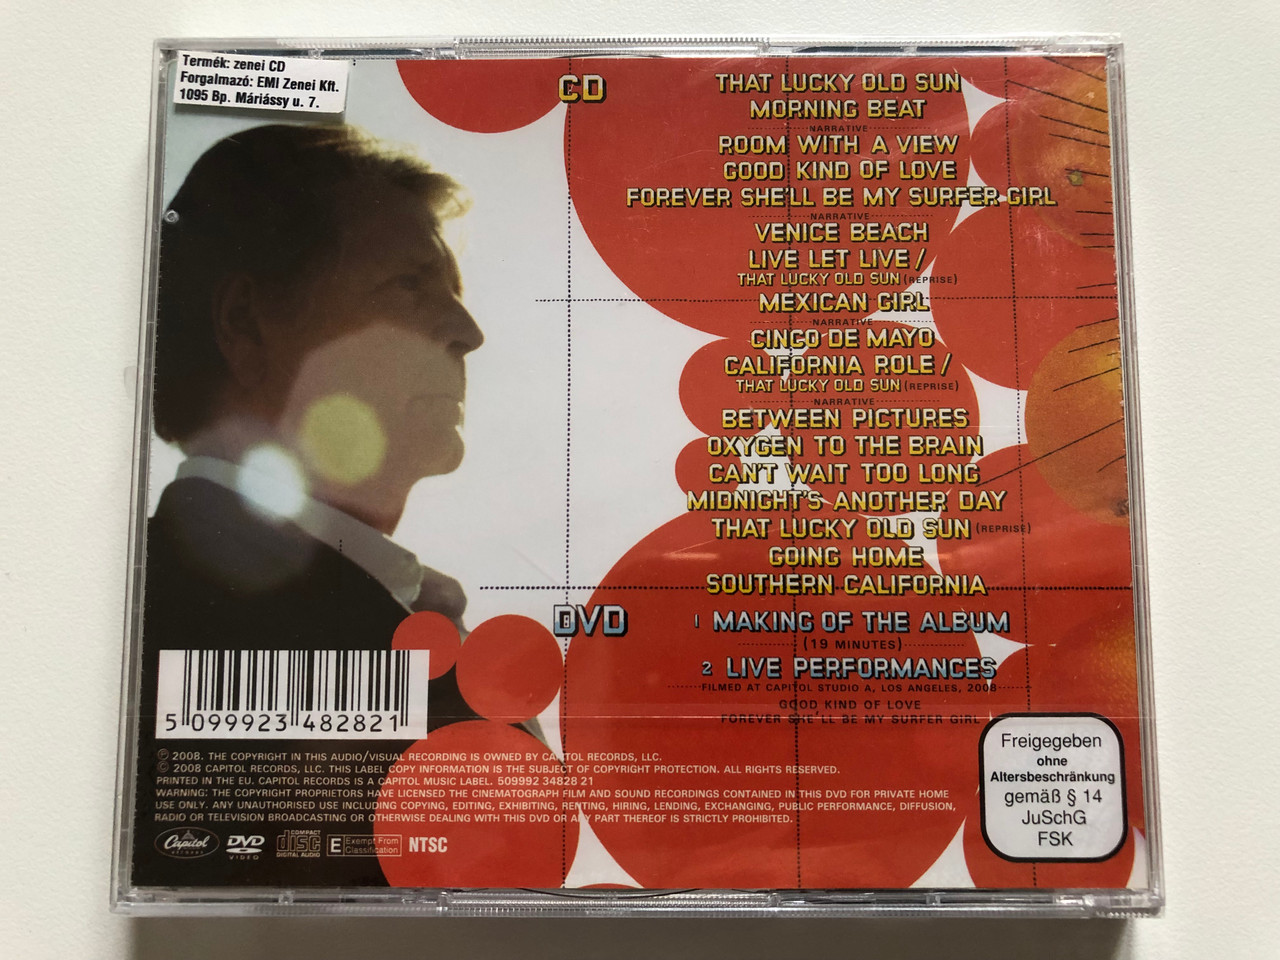 Termék: zenei CD
Forgalmazó: EMI Zenei Kft.
1095 Bp. Máriássy u. 7.
CD
THAT LUCKY OLD SUN
MORNING BEAT
NARRATIVE
ROOM WITH A VIEW
GOOD KIND OF LOVE
FOREVER SHE'LL BE MY SURFER GIRL
NARRATIVE
VENICE BEACH
LIVE LET LIVE /
THAT LUCKY OLD SUN (REPRISE)
MEXICAN GIRL
NARRATIVE
CINCO DE MAYO
CALIFORNIA ROLE /
THAT LUCKY OLD SUN (REPRISE)
NARRATIVE
BETWEEN PICTURES
OXYGEN TO THE BRAIN
CAN'T WAIT TOO LONG
MIDNIGHT'S ANOTHER DAY
THAT LUCKY OLD SUN (REPRISE)
GOING HOME
SOUTHERN CALIFORNIA
DVD
1 MAKING OF THE ALBUM
(19 MINUTES)
2 LIVE PERFORMANCES
FILMED AT CAPITOL STUDIO A, LOS ANGELES, 2008
GOOD KIND OF LOVE
FOREVER SHE'LL BE MY SURFER GIRL
5 099923 482821
℗ 2008. THE COPYRIGHT IN THIS AUDIO/VISUAL RECORDING IS OWNED BY CAPITOL RECORDS, LLC.
© 2008 CAPITOL RECORDS, LLC. THIS LABEL COPY INFORMATION IS THE SUBJECT OF COPYRIGHT PROTECTION. ALL RIGHTS RESERVED.
PRINTED IN THE EU. CAPITOL RECORDS IS A CAPITOL MUSIC LABEL. 509992 34828 21
WARNING: THE COPYRIGHT PROPRIETORS HAVE LICENSED THE CINEMATOGRAPH FILM AND SOUND RECORDINGS CONTAINED IN THIS DVD FOR PRIVATE HOME
USE ONLY. ANY UNAUTHORISED USE INCLUDING COPYING, EDITING, EXHIBITING, RENTING, HIRING, LENDING, EXCHANGING, PUBLIC PERFORMANCE, DIFFUSION,
RADIO OR TELEVISION BROADCASTING OR OTHERWISE DEALING WITH THIS DVD OR ANY PART THEREOF IS STRICTLY PROHIBITED.
Capitol
RECORDS
DVD
VIDEO
COMPACT
disc
DIGITAL AUDIO
E Exempt From
Classification
NTSC
Freigegeben
ohne
Altersbeschränkung
gemäß § 14
JuSchG
FSK